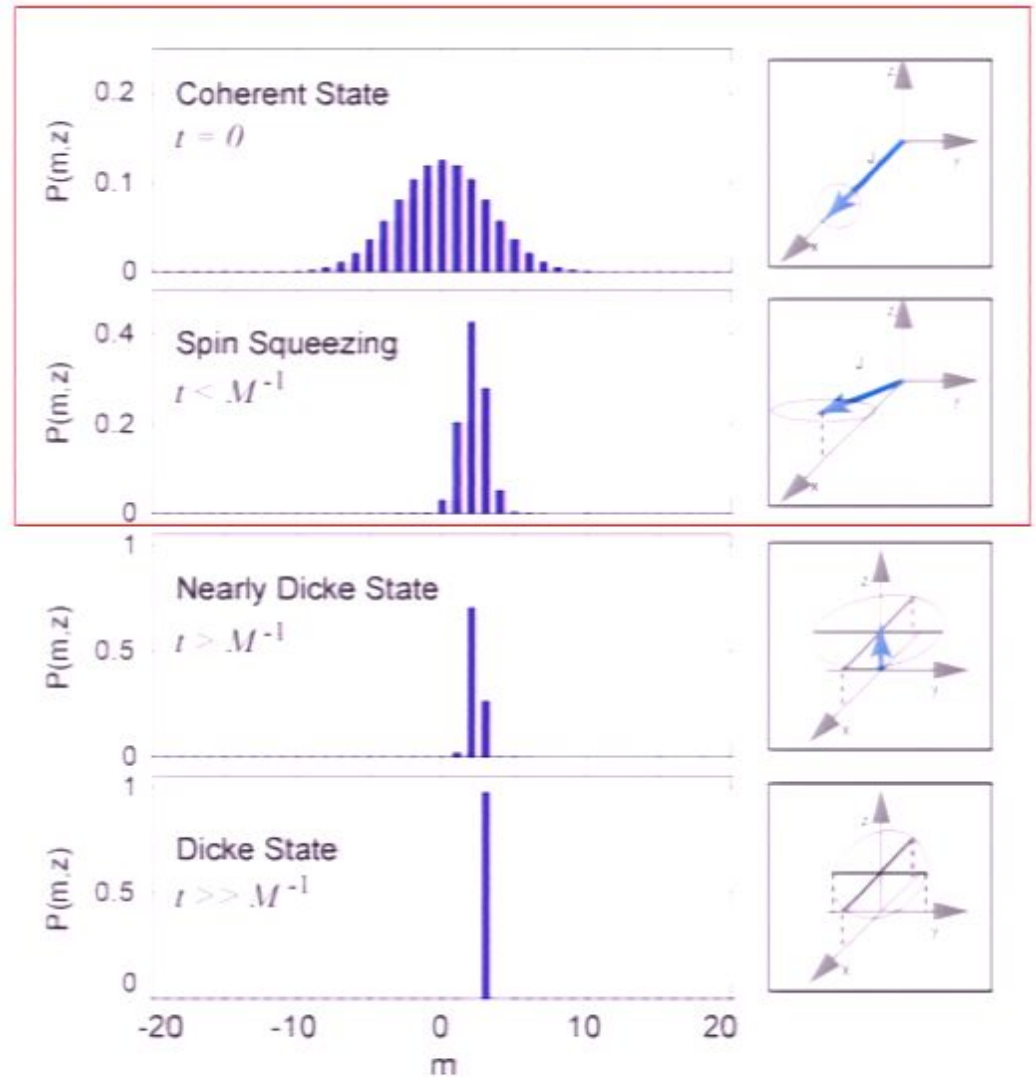 P(m,z)
0.2
0.1
0
Coherent State
t = 0
z
J
Y
x
P(m,z)
0.4
0.2
0
Spin Squeezing
t < M⁻¹
z
J
Y
x
P(m,z)
1
0.5
0
Nearly Dicke State
t > M⁻¹
z
Y
x
P(m,z)
1
0.5
0
Dicke State
t >> M⁻¹
z
x
-20 -10 0 10 20
m